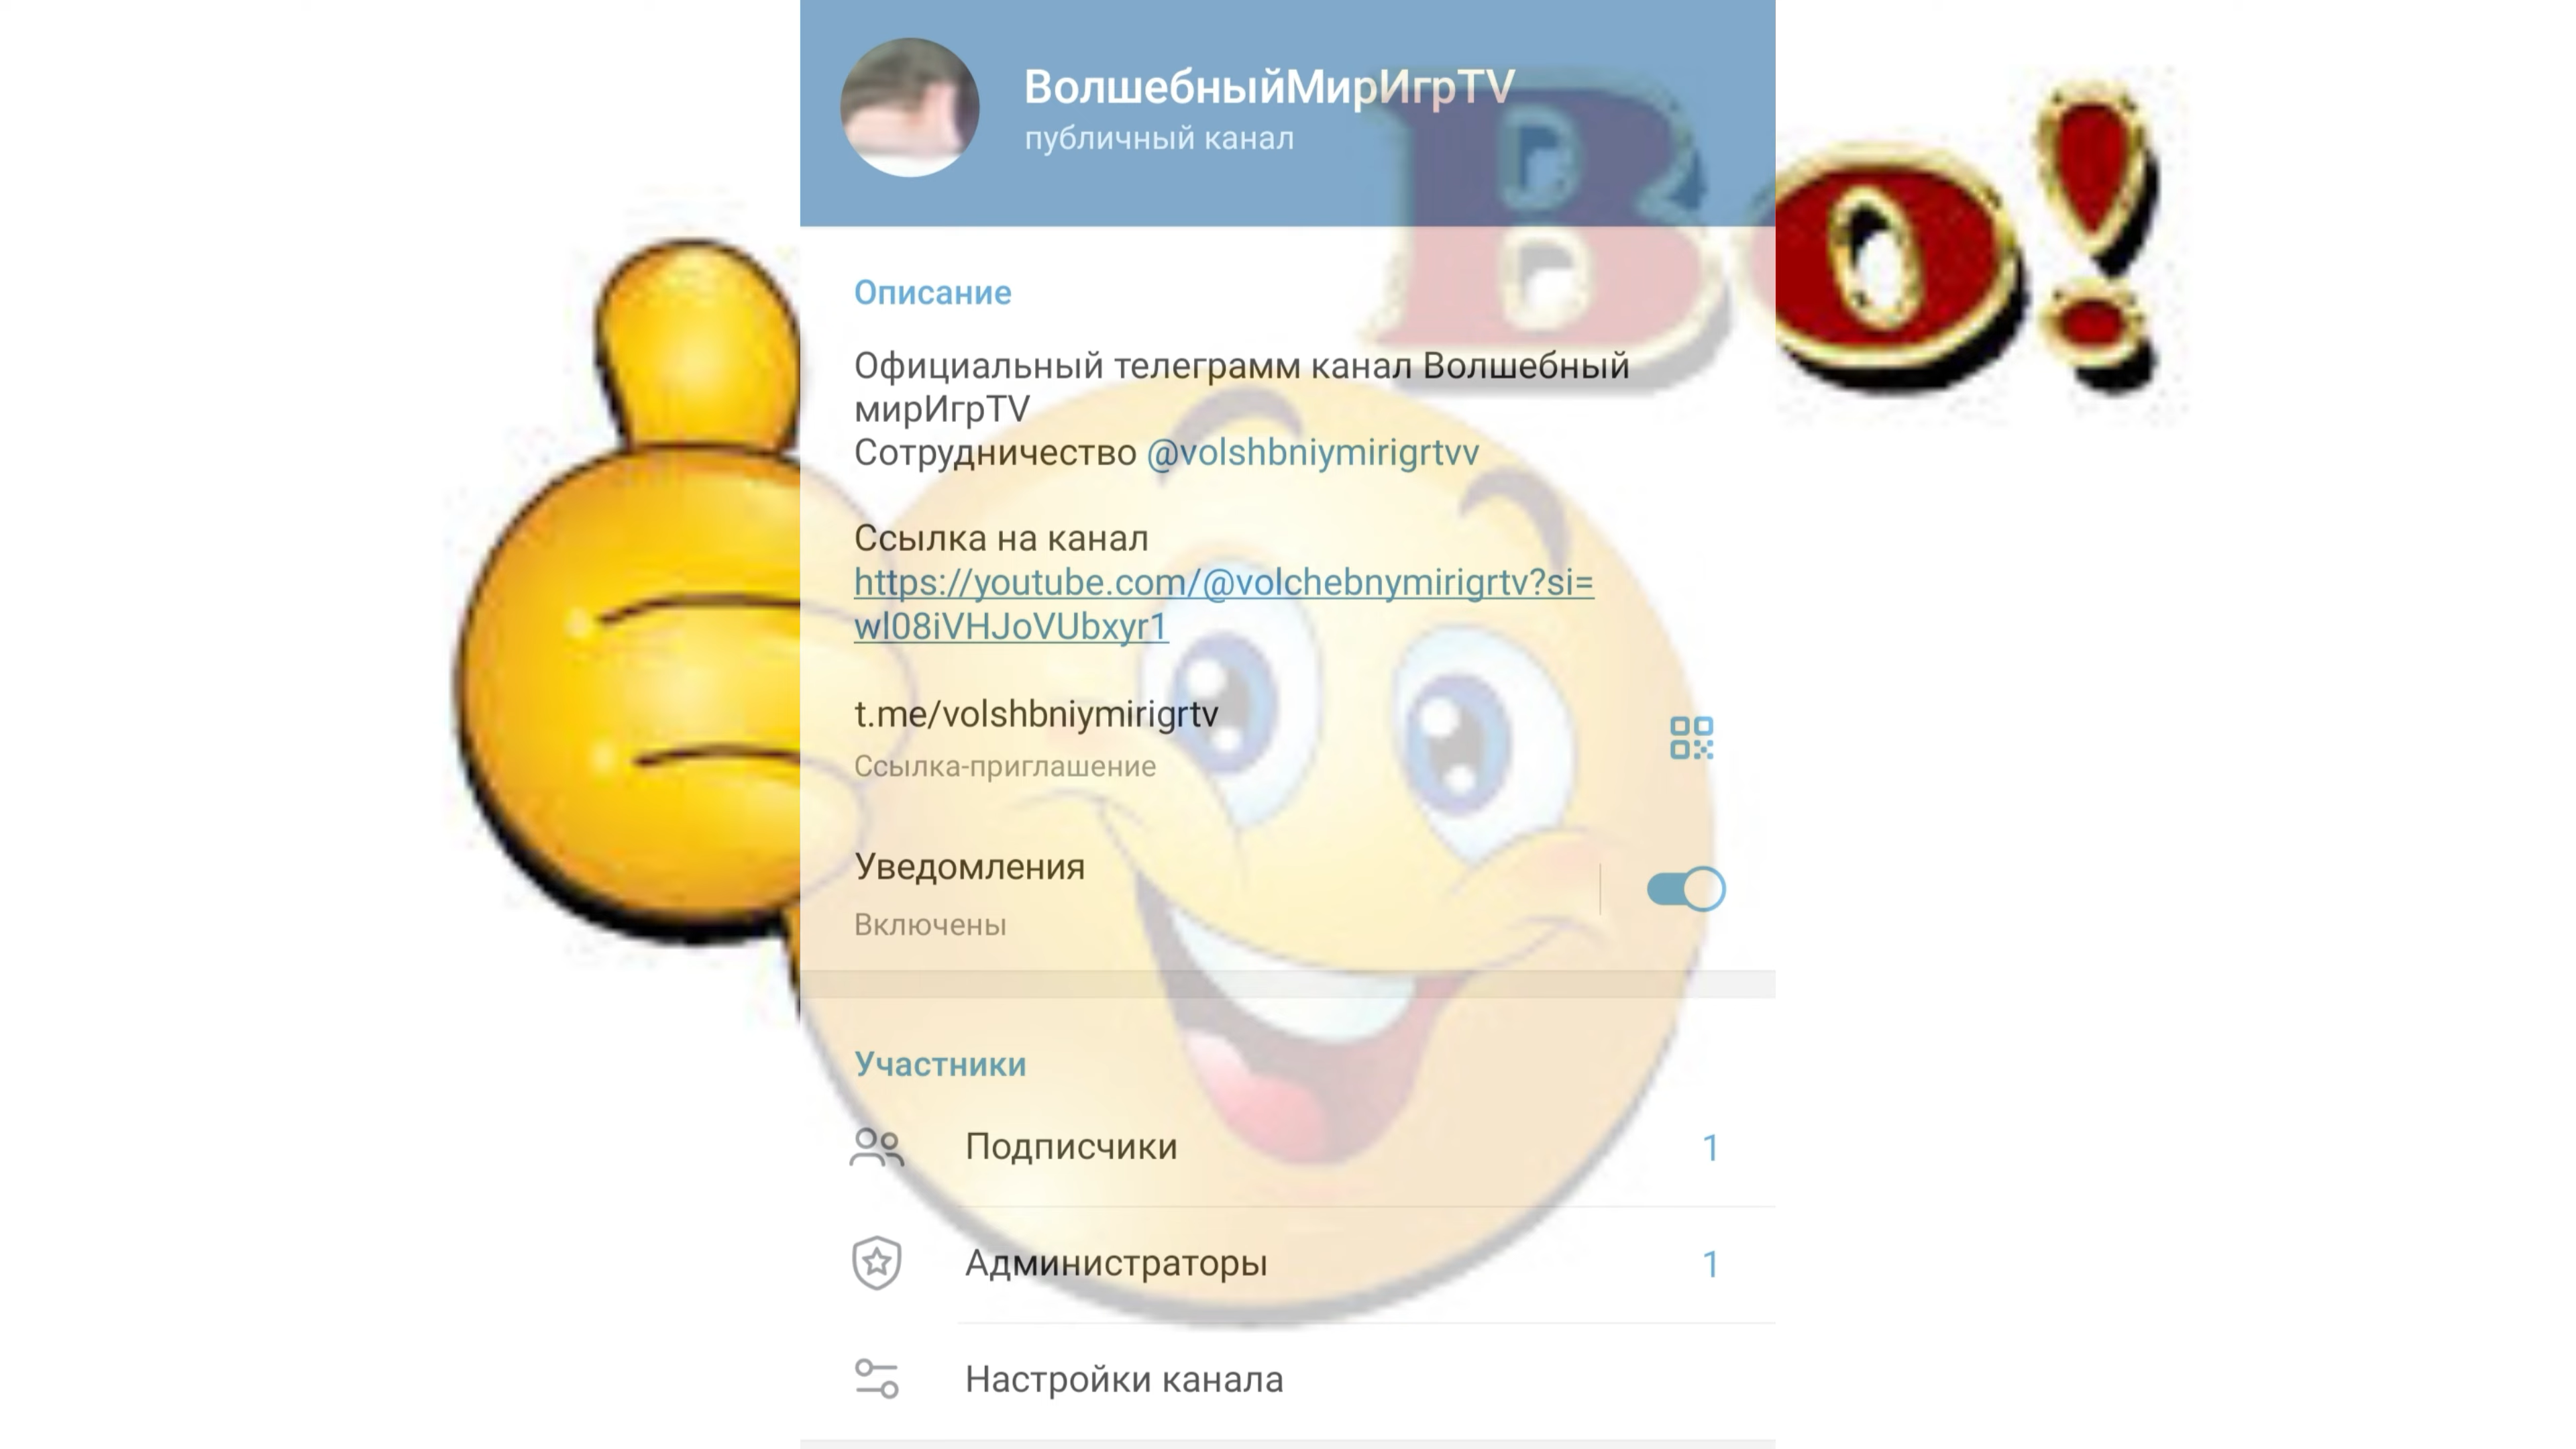 ВолшебныйМирИгрTV
публичный канал
Во!
Описание
Официальный телеграмм канал Волшебный
мирИгрTV
Сотрудничество @volshbniymirigrtvv
Ссылка на канал
https://youtube.com/@volchebnymirigrtv?si=
wl08iVHJoVUbxyr1
t.me/volshbniymirigrtv
Ссылка-приглашение
Уведомления
Включены
Участники
Подписчики 1
Администраторы 1
Настройки канала